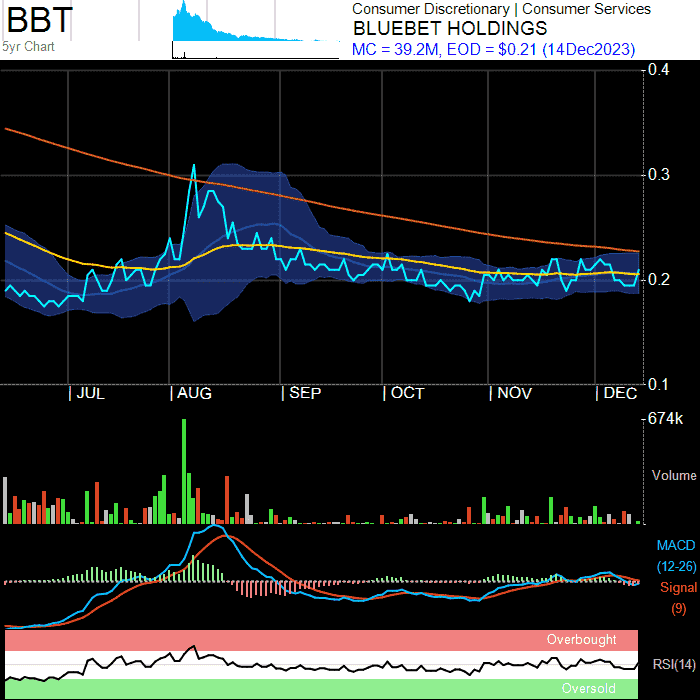 BBT
5yr Chart
Consumer Discretionary | Consumer Services
BLUEBET HOLDINGS
MC = 39.2M, EOD = $0.21 (14Dec2023)
0.4
0.3
0.2
0.1
JUL
AUG
SEP
OCT
NOV
DEC
674k
Volume
MACD
(12-26)
Signal
(9)
Overbought
RSI(14)
Oversold